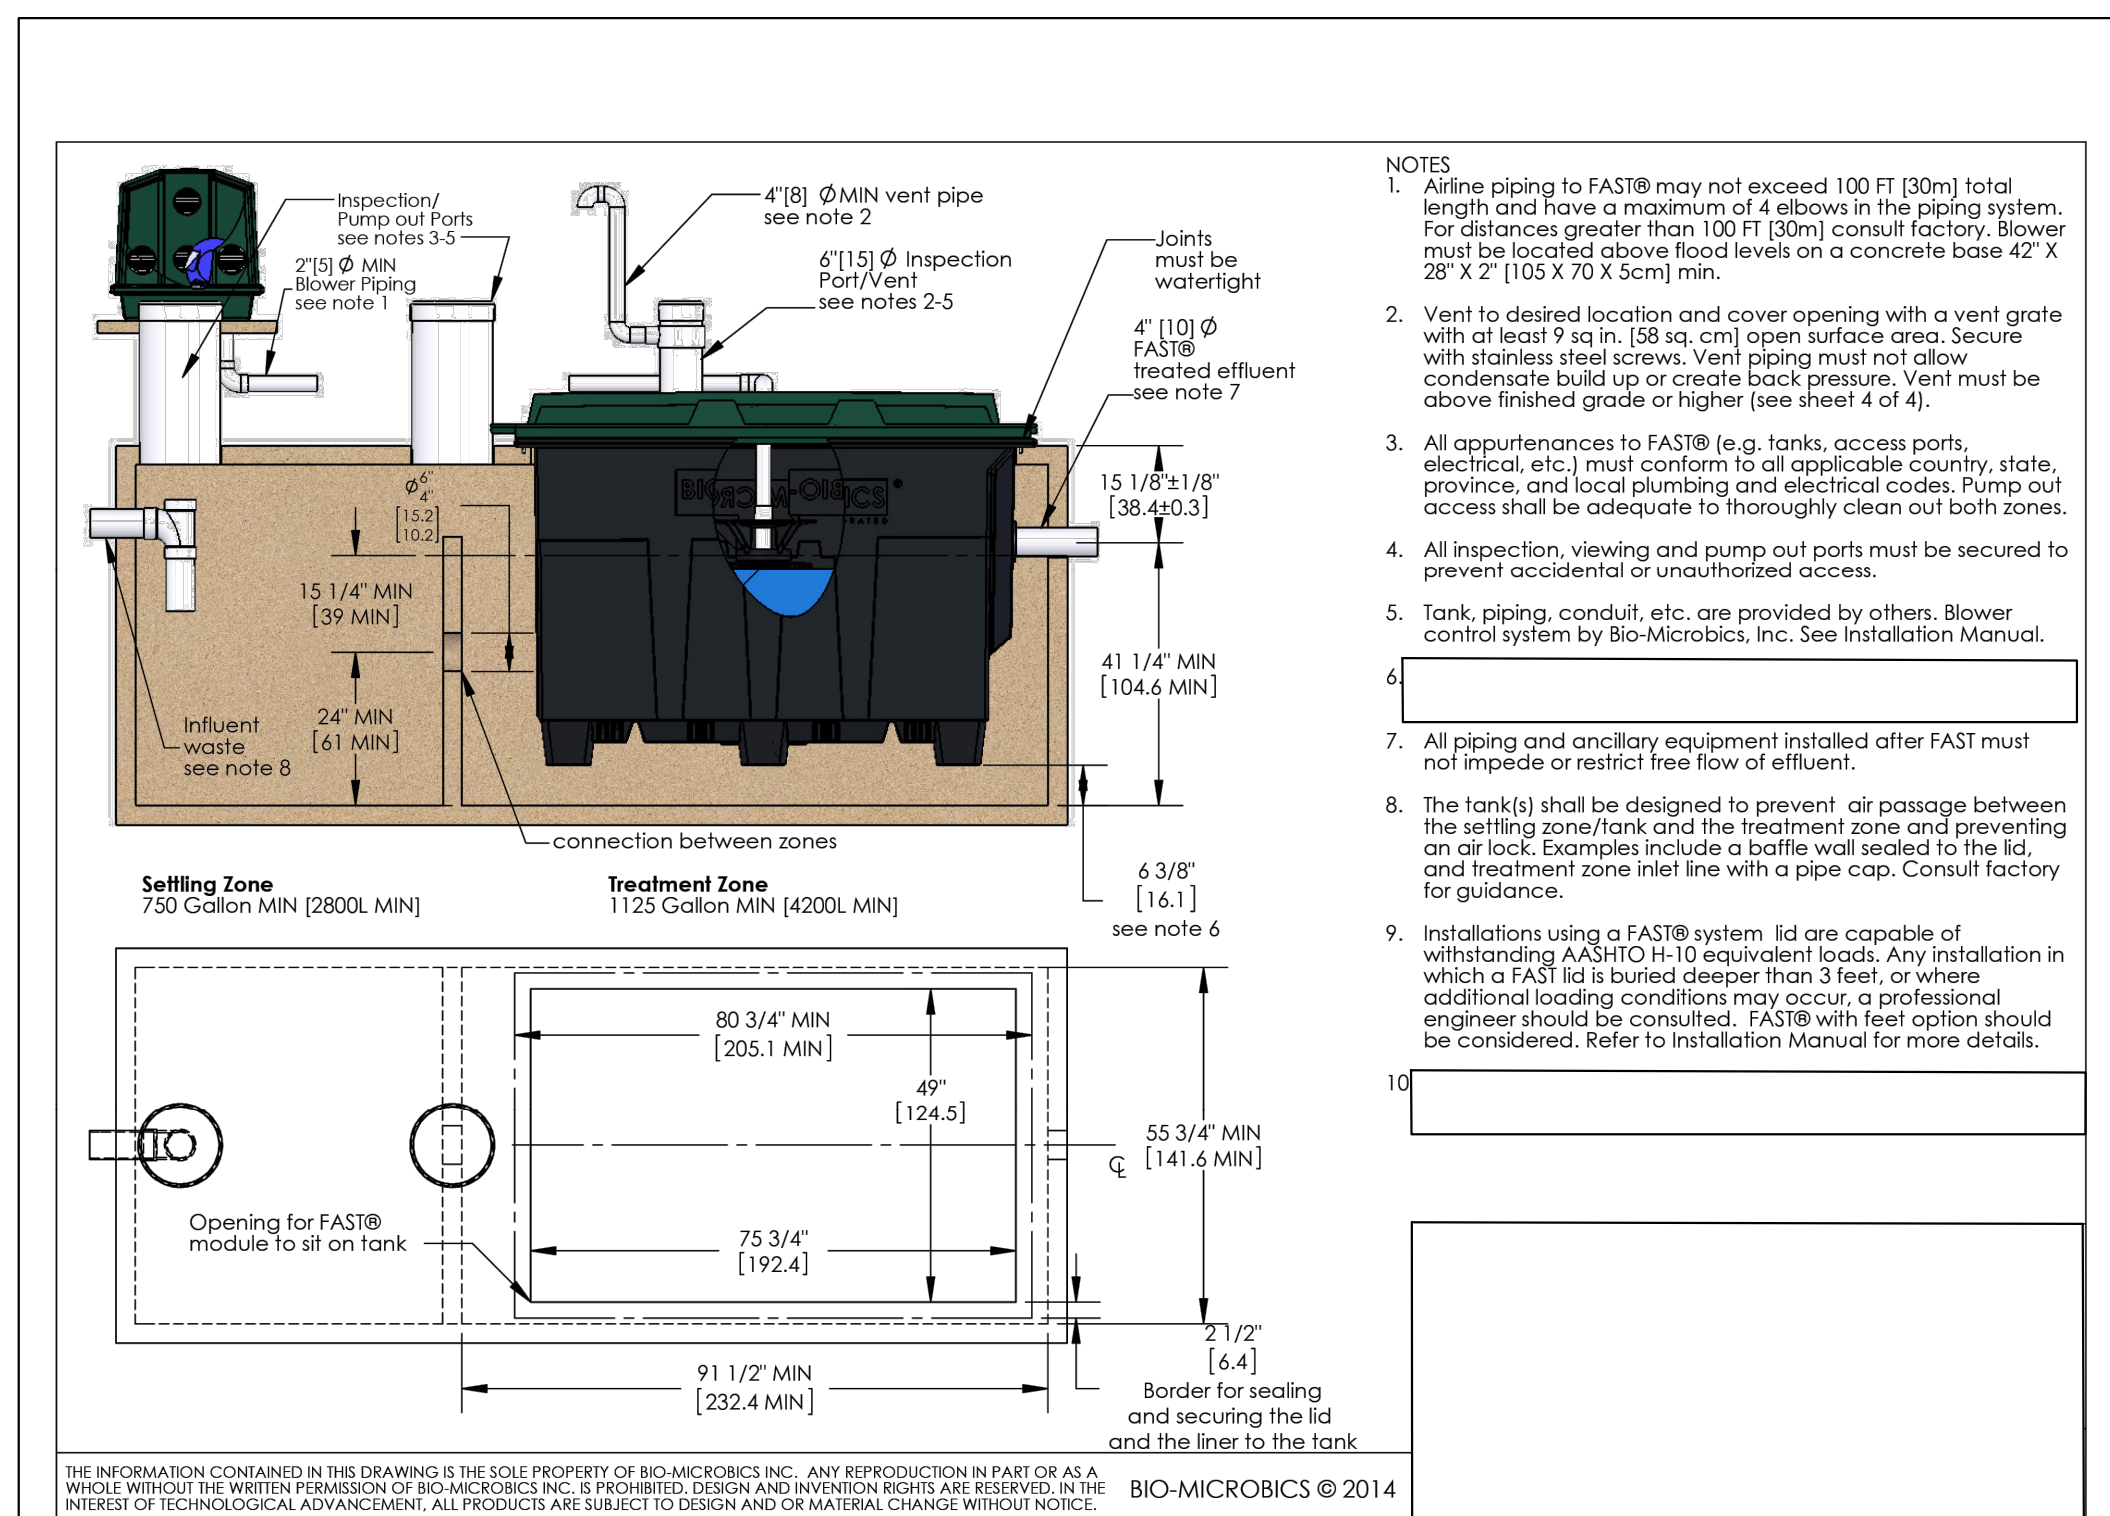 Inspection/
Pump out Ports
see notes 3-5
2"[5] Ø MIN
Blower Piping
see note 1
4"[8] Ø MIN vent pipe
see note 2
6"[15] Ø Inspection
Port/Vent
see notes 2-5
Joints
must be
watertight
4" [10] Ø
FAST®
treated effluent
see note 7
15 1/8"±1/8"
[38.4±0.3]
Ø 6"
4"
[15.2]
[10.2]
15 1/4" MIN
[39 MIN]
24" MIN
[61 MIN]
41 1/4" MIN
[104.6 MIN]
Influent
waste
see note 8
connection between zones
6 3/8"
[16.1]
see note 6
Settling Zone
750 Gallon MIN [2800L MIN]
Treatment Zone
1125 Gallon MIN [4200L MIN]
80 3/4" MIN
[205.1 MIN]
49"
[124.5]
55 3/4" MIN
[141.6 MIN]
℄
Opening for FAST®
module to sit on tank
75 3/4"
[192.4]
2 1/2"
[6.4]
Border for sealing
and securing the lid
and the liner to the tank
91 1/2" MIN
[232.4 MIN]
NOTES
1. Airline piping to FAST® may not exceed 100 FT [30m] total
length and have a maximum of 4 elbows in the piping system.
For distances greater than 100 FT [30m] consult factory. Blower
must be located above flood levels on a concrete base 42" X
28" X 2" [105 X 70 X 5cm] min.
2. Vent to desired location and cover opening with a vent grate
with at least 9 sq in. [58 sq. cm] open surface area. Secure
with stainless steel screws. Vent piping must not allow
condensate build up or create back pressure. Vent must be
above finished grade or higher (see sheet 4 of 4).
3. All appurtenances to FAST® (e.g. tanks, access ports,
electrical, etc.) must conform to all applicable country, state,
province, and local plumbing and electrical codes. Pump out
access shall be adequate to thoroughly clean out both zones.
4. All inspection, viewing and pump out ports must be secured to
prevent accidental or unauthorized access.
5. Tank, piping, conduit, etc. are provided by others. Blower
control system by Bio-Microbics, Inc. See Installation Manual.
6.
7. All piping and ancillary equipment installed after FAST must
not impede or restrict free flow of effluent.
8. The tank(s) shall be designed to prevent air passage between
the settling zone/tank and the treatment zone and preventing
an air lock. Examples include a baffle wall sealed to the lid,
and treatment zone inlet line with a pipe cap. Consult factory
for guidance.
9. Installations using a FAST® system lid are capable of
withstanding AASHTO H-10 equivalent loads. Any installation in
which a FAST lid is buried deeper than 3 feet, or where
additional loading conditions may occur, a professional
engineer should be consulted. FAST® with feet option should
be considered. Refer to Installation Manual for more details.
10
THE INFORMATION CONTAINED IN THIS DRAWING IS THE SOLE PROPERTY OF BIO-MICROBICS INC. ANY REPRODUCTION IN PART OR AS A
WHOLE WITHOUT THE WRITTEN PERMISSION OF BIO-MICROBICS INC. IS PROHIBITED. DESIGN AND INVENTION RIGHTS ARE RESERVED. IN THE
INTEREST OF TECHNOLOGICAL ADVANCEMENT, ALL PRODUCTS ARE SUBJECT TO DESIGN AND OR MATERIAL CHANGE WITHOUT NOTICE.
BIO-MICROBICS © 2014